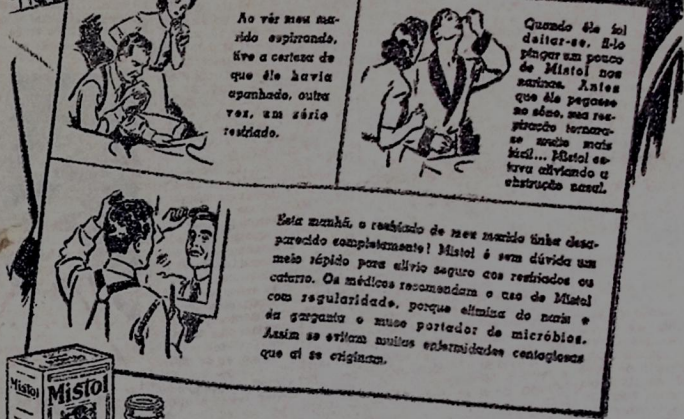 Ao vêr meu ma-
rido espirrando,
tive a certeza de
que êle havia
apanhado, outra
vez, um sério
resfriado.
Quando êle foi
deitar-se, fi-lo
pingar um pouco
de Mistol nas
narinas. Antes
que êle pegasse
no sôno, sua res-
piração tornara-
se muito mais
fácil... Mistol es-
tava aliviando a
obstrução nasal.
Esta manhã, o resfriado de meu marido tinha desa-
parecido completamente! Mistol é sem dúvida um
meio rápido para alívio seguro aos resfriados ou
catarro. Os médicos recomendam o uso de Mistol
com regularidade, porque elimina do nariz e
da garganta o muso portador de micróbios.
Assim se evitam muitas enfermidades contagiosas
que aí se originam.
Mistol
Mistol